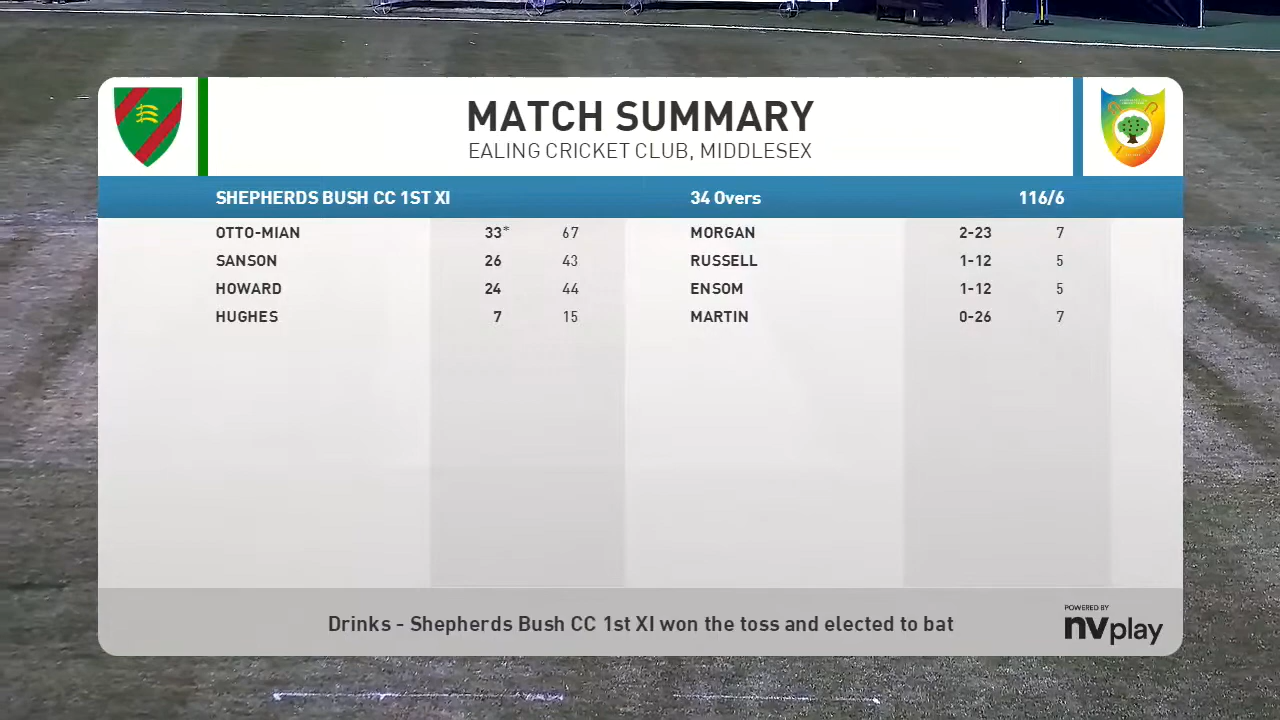 MATCH SUMMARY
EALING CRICKET CLUB, MIDDLESEX
SHEPHERDS BUSH CC 1ST XI 34 Overs 116/6
OTTO-MIAN 33* 67 MORGAN 2-23 7
SANSON 26 43 RUSSELL 1-12 5
HOWARD 24 44 ENSOM 1-12 5
HUGHES 7 15 MARTIN 0-26 7
Drinks - Shepherds Bush CC 1st XI won the toss and elected to bat
POWERED BY
nvplay